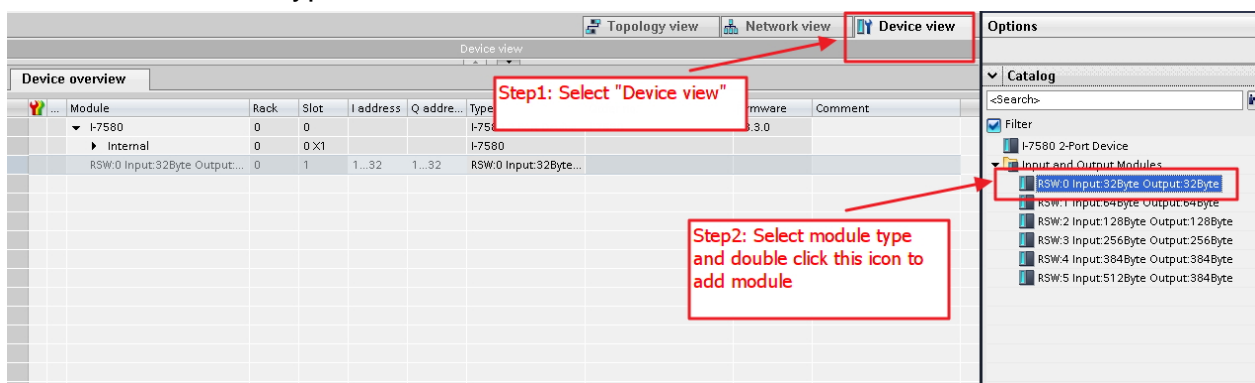 Topology view Network view Device view Options
Device view
Device overview
Catalog
Step1: Select "Device view"
<Search>
... Module Rack Slot I address Q addre... Comment
I-7580 0 0 3.3.0
Filter
Internal 0 0 X1 I-7580
I-7580 2-Port Device
RSW:0 Input:32Byte Output:... 0 1 1...32 1...32 RSW:0 Input:32Byte...
Input and Output Modules
RSW:0 Input:32Byte Output:32Byte
RSW:1 Input:64Byte Output:64Byte
RSW:2 Input:128Byte Output:128Byte
RSW:3 Input:256Byte Output:256Byte
RSW:4 Input:384Byte Output:384Byte
RSW:5 Input:512Byte Output:384Byte
Step2: Select module type
and double click this icon to
add module